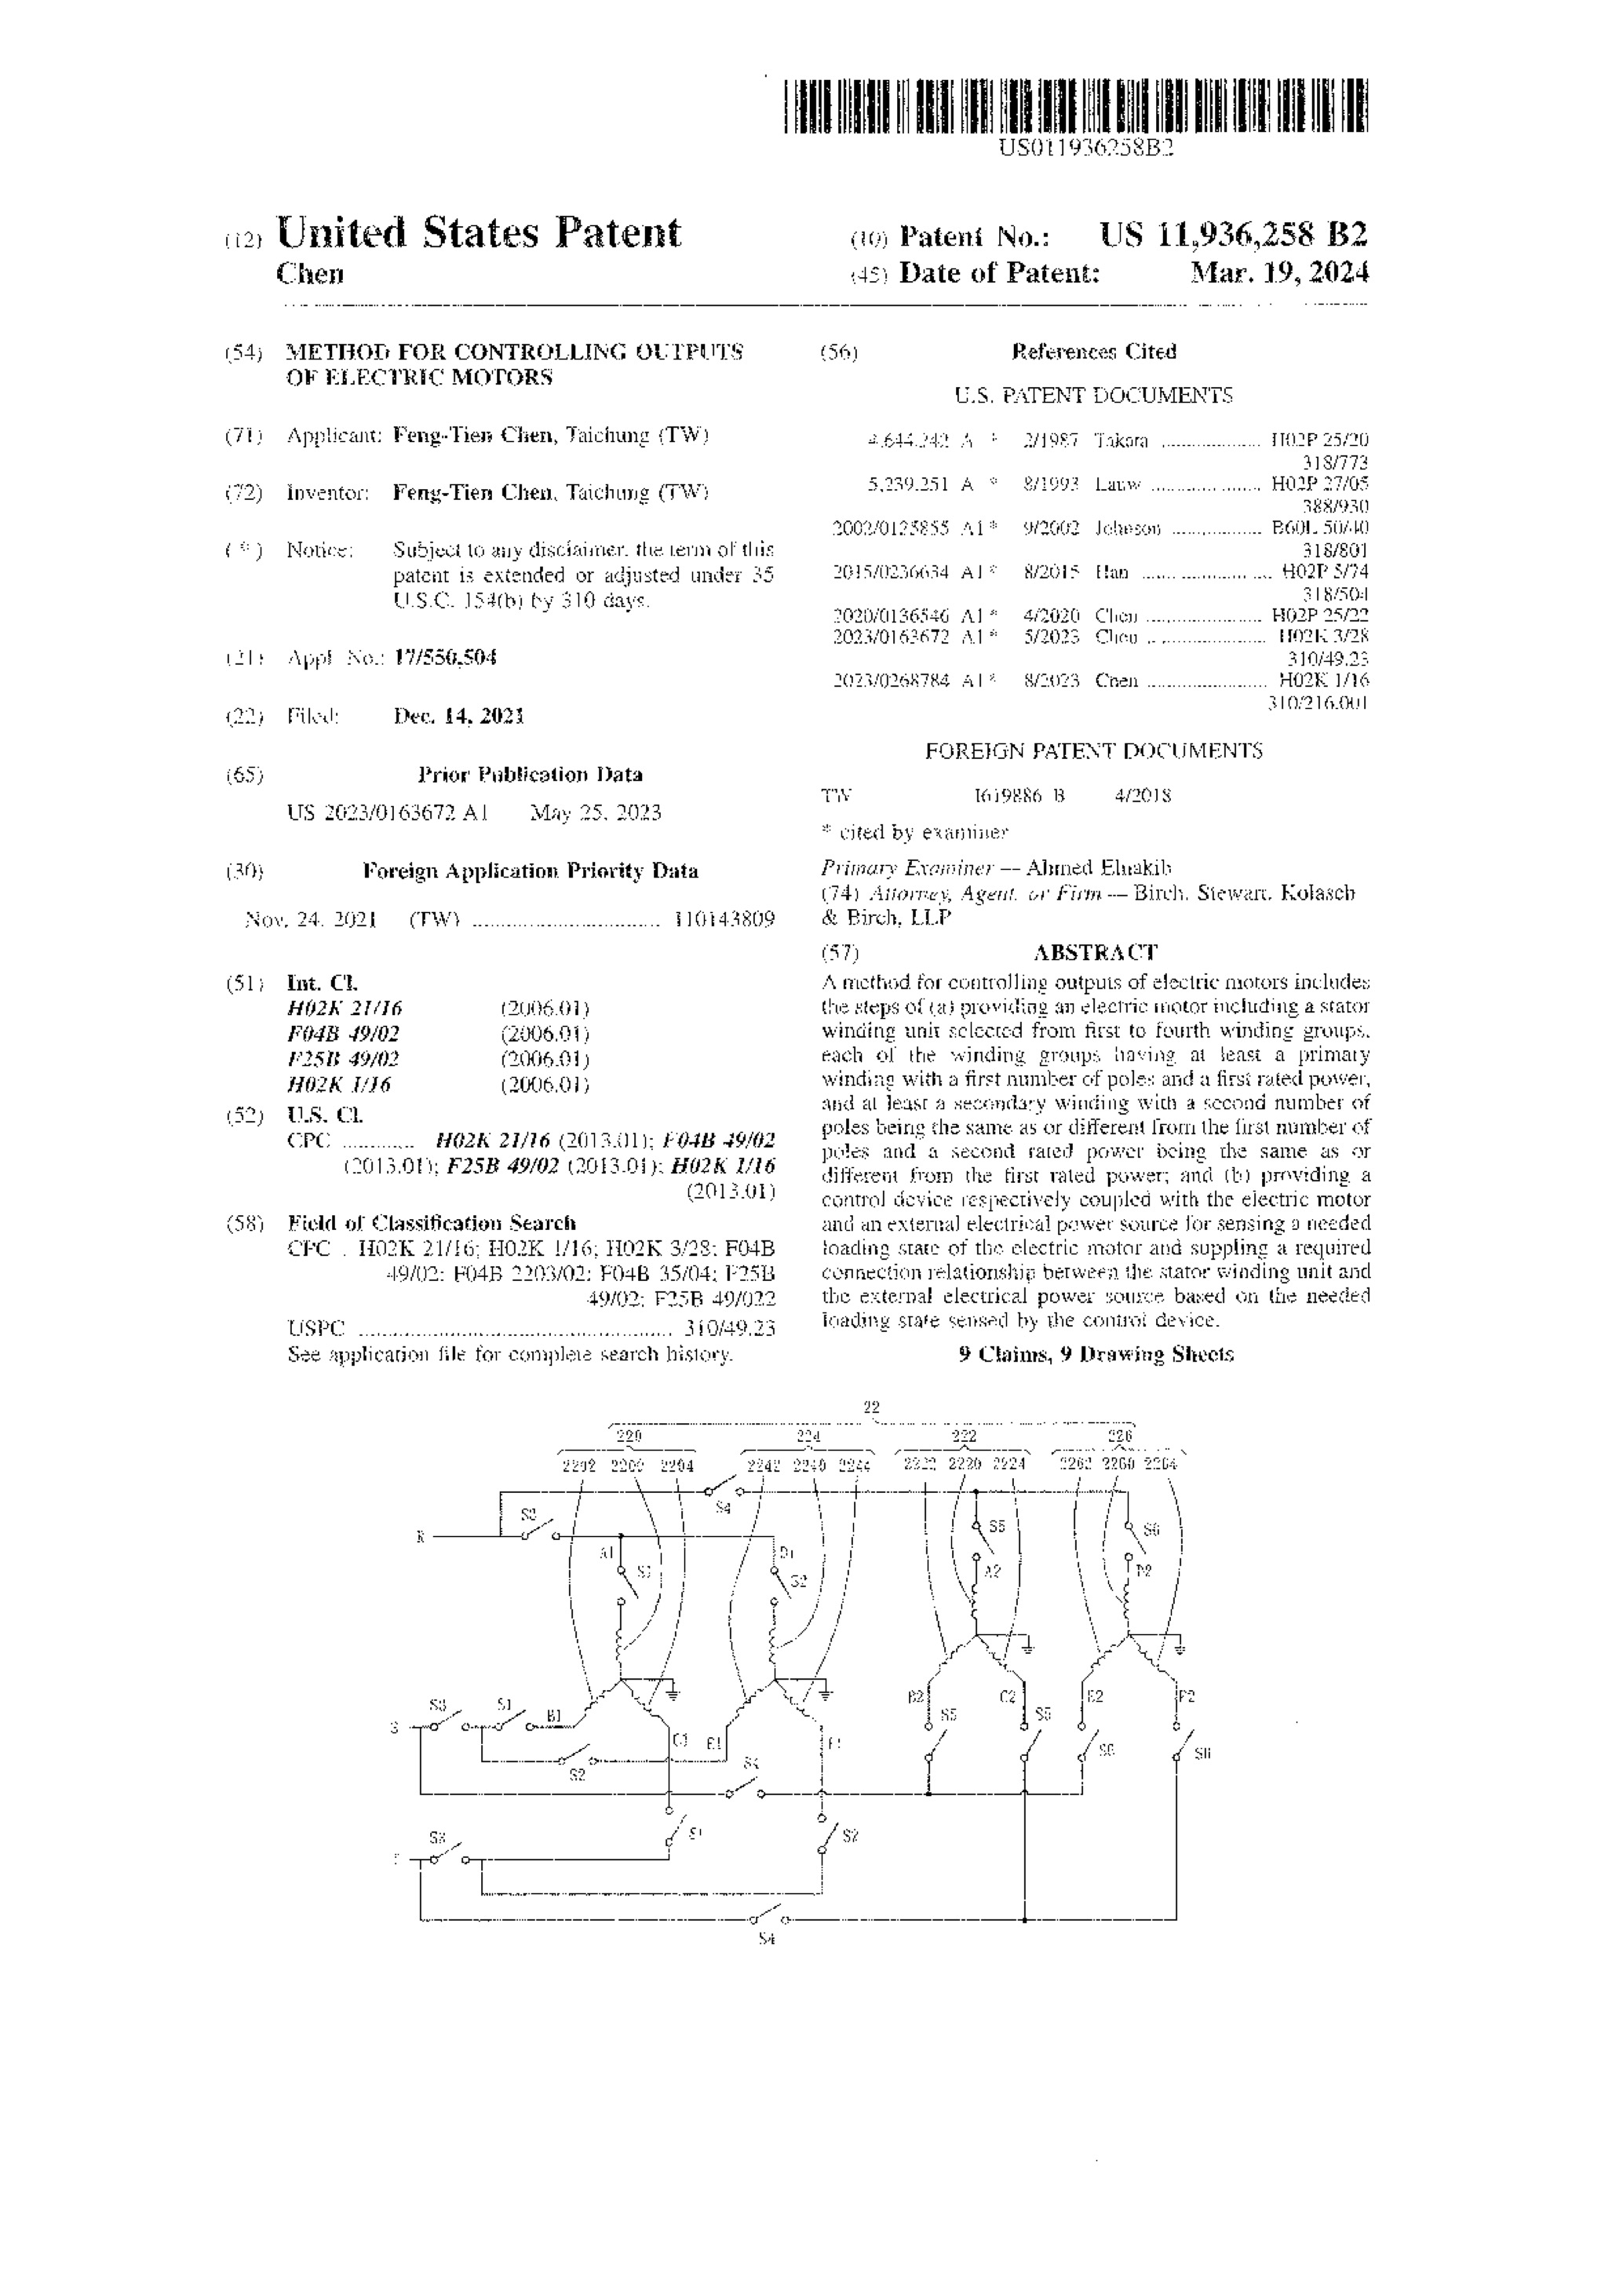 US011936258B2
(12) United States Patent
Chen
(10) Patent No.: US 11,936,258 B2
(45) Date of Patent: Mar. 19, 2024
(54) METHOD FOR CONTROLLING OUTPUTS
OF ELECTRIC MOTORS
(71) Applicant: Feng-Tien Chen, Taichung (TW)
(72) Inventor: Feng-Tien Chen, Taichung (TW)
( * ) Notice: Subject to any disclaimer, the term of this
patent is extended or adjusted under 35
U.S.C. 154(b) by 310 days.
(21) Appl. No.: 17/550,504
(22) Filed: Dec. 14, 2021
(65) Prior Publication Data
US 2023/0163672 A1 May 25, 2023
(30) Foreign Application Priority Data
Nov. 24, 2021 (TW) ................................ 110143809
(51) Int. Cl.
H02K 21/16 (2006.01)
F04B 49/02 (2006.01)
F25B 49/02 (2006.01)
H02K 1/16 (2006.01)
(52) U.S. Cl.
CPC ............ H02K 21/16 (2013.01); F04B 49/02
(2013.01); F25B 49/02 (2013.01); H02K 1/16
(2013.01)
(58) Field of Classification Search
CPC . H02K 21/16; H02K 1/16; H02K 3/28; F04B
49/02; F04B 2203/02; F04B 35/04; F25B
49/02; F25B 49/022
USPC ..................................................... 310/49.23
See application file for complete search history.
(56) References Cited
U.S. PATENT DOCUMENTS
4,644,242 A * 2/1987 Takara ................... H02P 25/20
318/773
5,239,251 A * 8/1993 Lauw ..................... H02P 27/05
388/930
2002/0125855 A1* 9/2002 Johnson ................ B60L 50/40
318/801
2015/0236634 A1* 8/2015 Han ........................ H02P 5/74
318/504
2020/0136546 A1* 4/2020 Chen ...................... H02P 25/22
2023/0163672 A1* 5/2023 Chen ...................... H02K 3/28
310/49.23
2023/0268784 A1* 8/2023 Chen ...................... H02K 1/16
310/216.001
FOREIGN PATENT DOCUMENTS
TW I619886 B 4/2018
* cited by examiner
Primary Examiner — Ahmed Elnakib
(74) Attorney, Agent, or Firm — Birch, Stewart, Kolasch
& Birch, LLP
(57) ABSTRACT
A method for controlling outputs of electric motors includes
the steps of (a) providing an electric motor including a stator
winding unit selected from first to fourth winding groups,
each of the winding groups having at least a primary
winding with a first number of poles and a first rated power,
and at least a secondary winding with a second number of
poles being the same as or different from the first number of
poles and a second rated power being the same as or
different from the first rated power; and (b) providing a
control device respectively coupled with the electric motor
and an external electrical power source for sensing a needed
loading state of the electric motor and suppling a required
connection relationship between the stator winding unit and
the external electrical power source based on the needed
loading state sensed by the control device.
9 Claims, 9 Drawing Sheets
22
220 224 222 226
2202 2200 2204 2242 2240 2244 2222 2220 2224 2262 2260 2264
S4
S3
R
S5 S6
A1 D1
S1 S2
A2 D2
B2 C2 E2 F2
S3 S1 B1
S
C1 E1 F1
S5 S5
S2
S4
S6 S6
S3
S1 S2
S4